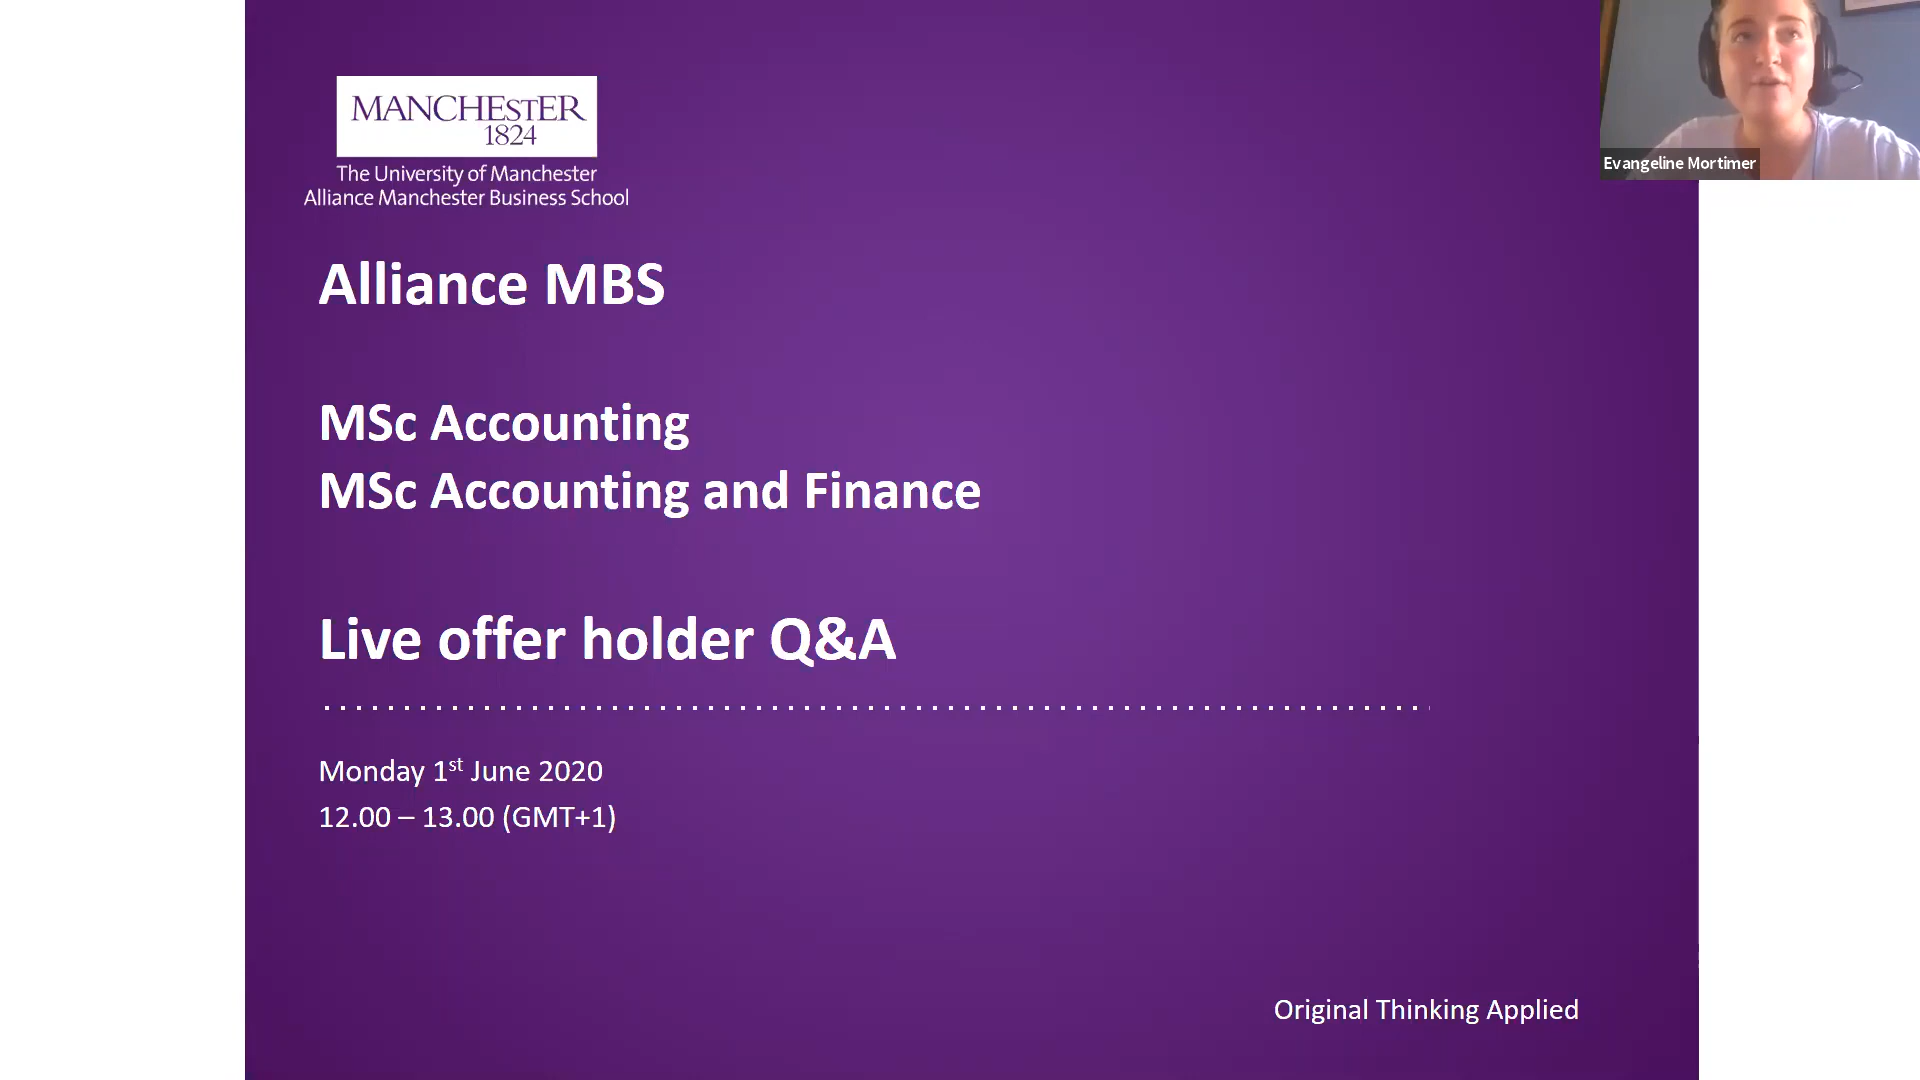 MANCHESTER
1824
The University of Manchester
Alliance Manchester Business School
Evangeline Mortimer
Alliance MBS
MSc Accounting
MSc Accounting and Finance
Live offer holder Q&A
Monday 1st June 2020
12.00 – 13.00 (GMT+1)
Original Thinking Applied